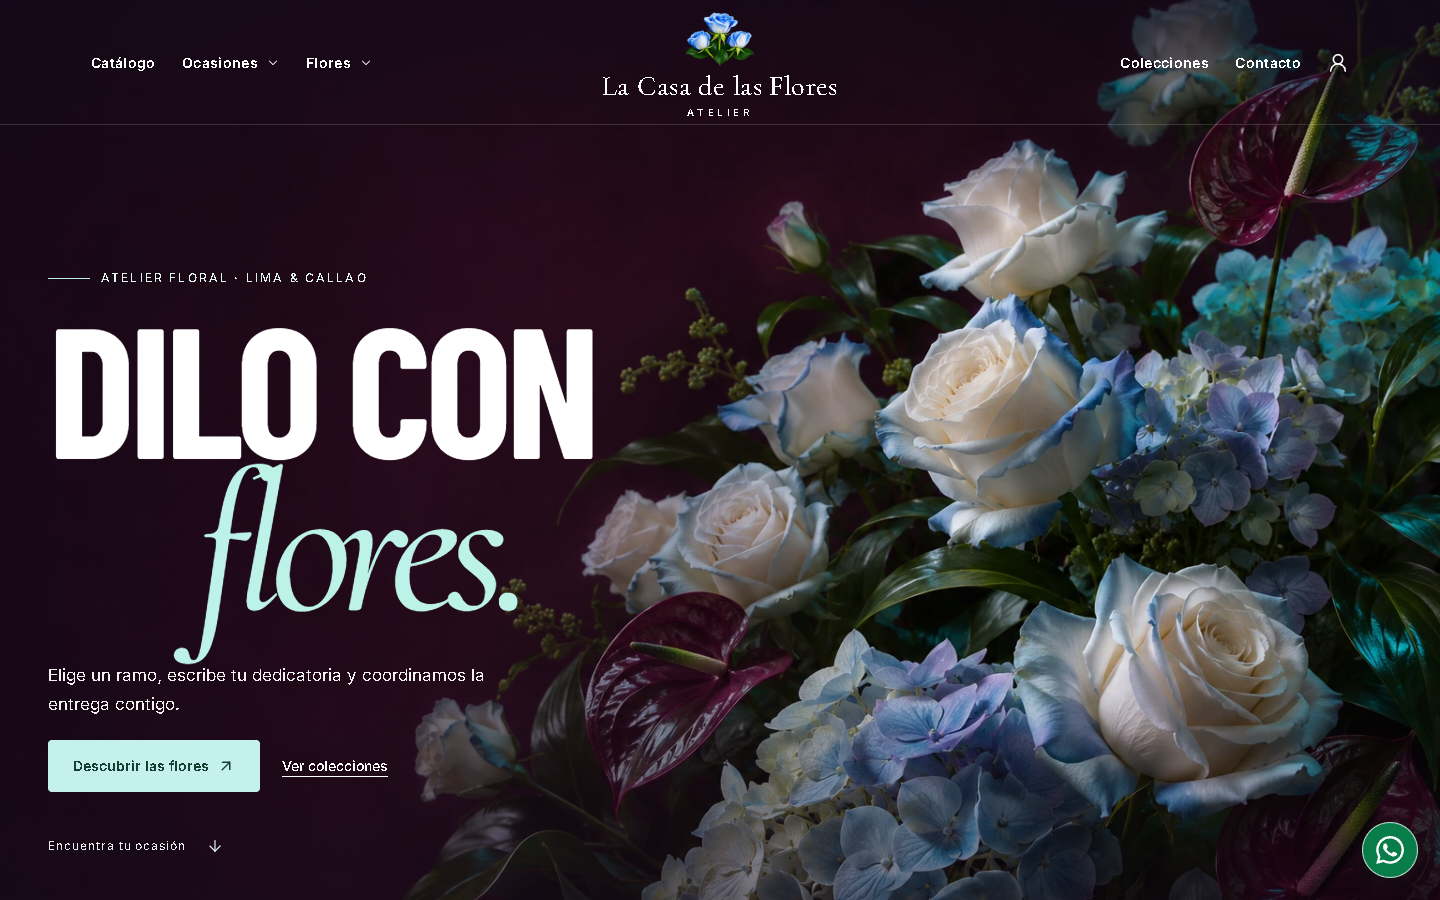 Catálogo
Ocasiones
Flores
La Casa de las Flores
ATELIER
Colecciones
Contacto
ATELIER FLORAL · LIMA & CALLAO
DILO CON
flores.
Elige un ramo, escribe tu dedicatoria y coordinamos la
entrega contigo.
Descubrir las flores
Ver colecciones
Encuentra tu ocasión